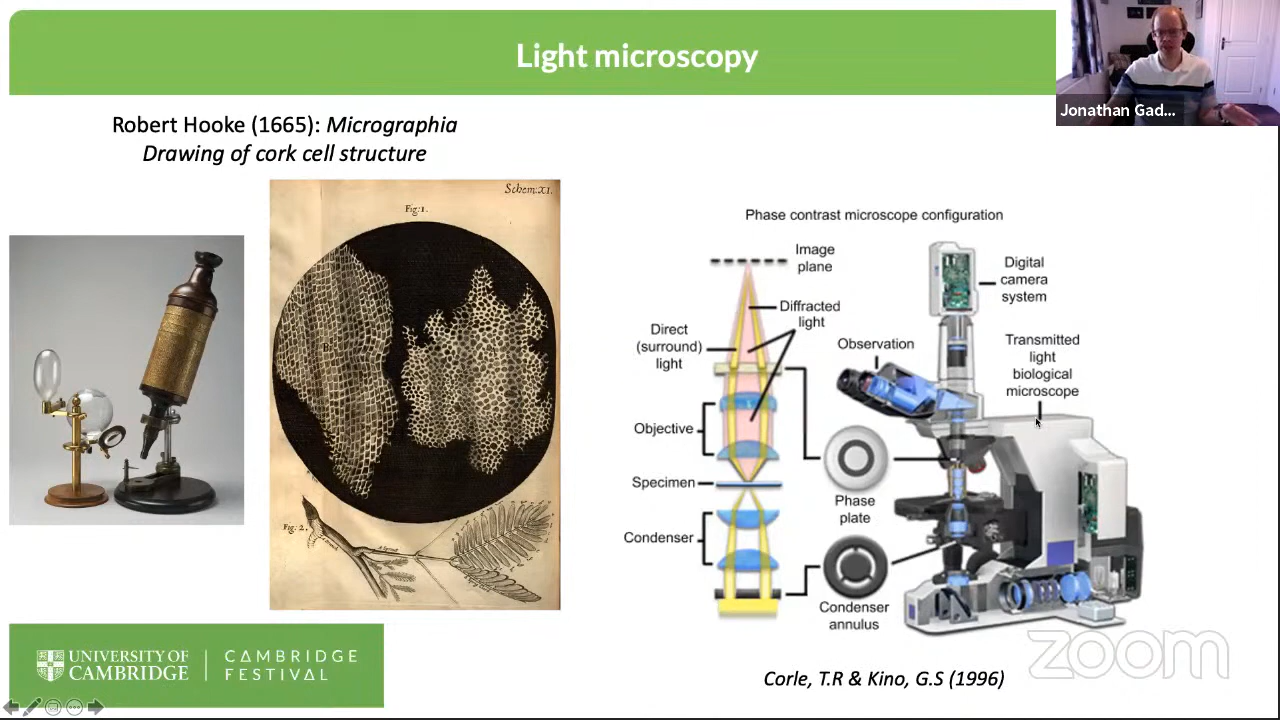 Light microscopy
Jonathan Gad...
Robert Hooke (1665): Micrographia
Drawing of cork cell structure
Schem:XI.
Fig:1.
Fig: 2.
Phase contrast microscope configuration
Image
plane
Diffracted
light
Direct
(surround)
light
Objective
Specimen
Condenser
Observation
Digital
camera
system
Transmitted
light
biological
microscope
Phase
plate
Condenser
annulus
UNIVERSITY OF
CAMBRIDGE
CAMBRIDGE
FESTIVAL
Corle, T.R & Kino, G.S (1996)
zoom